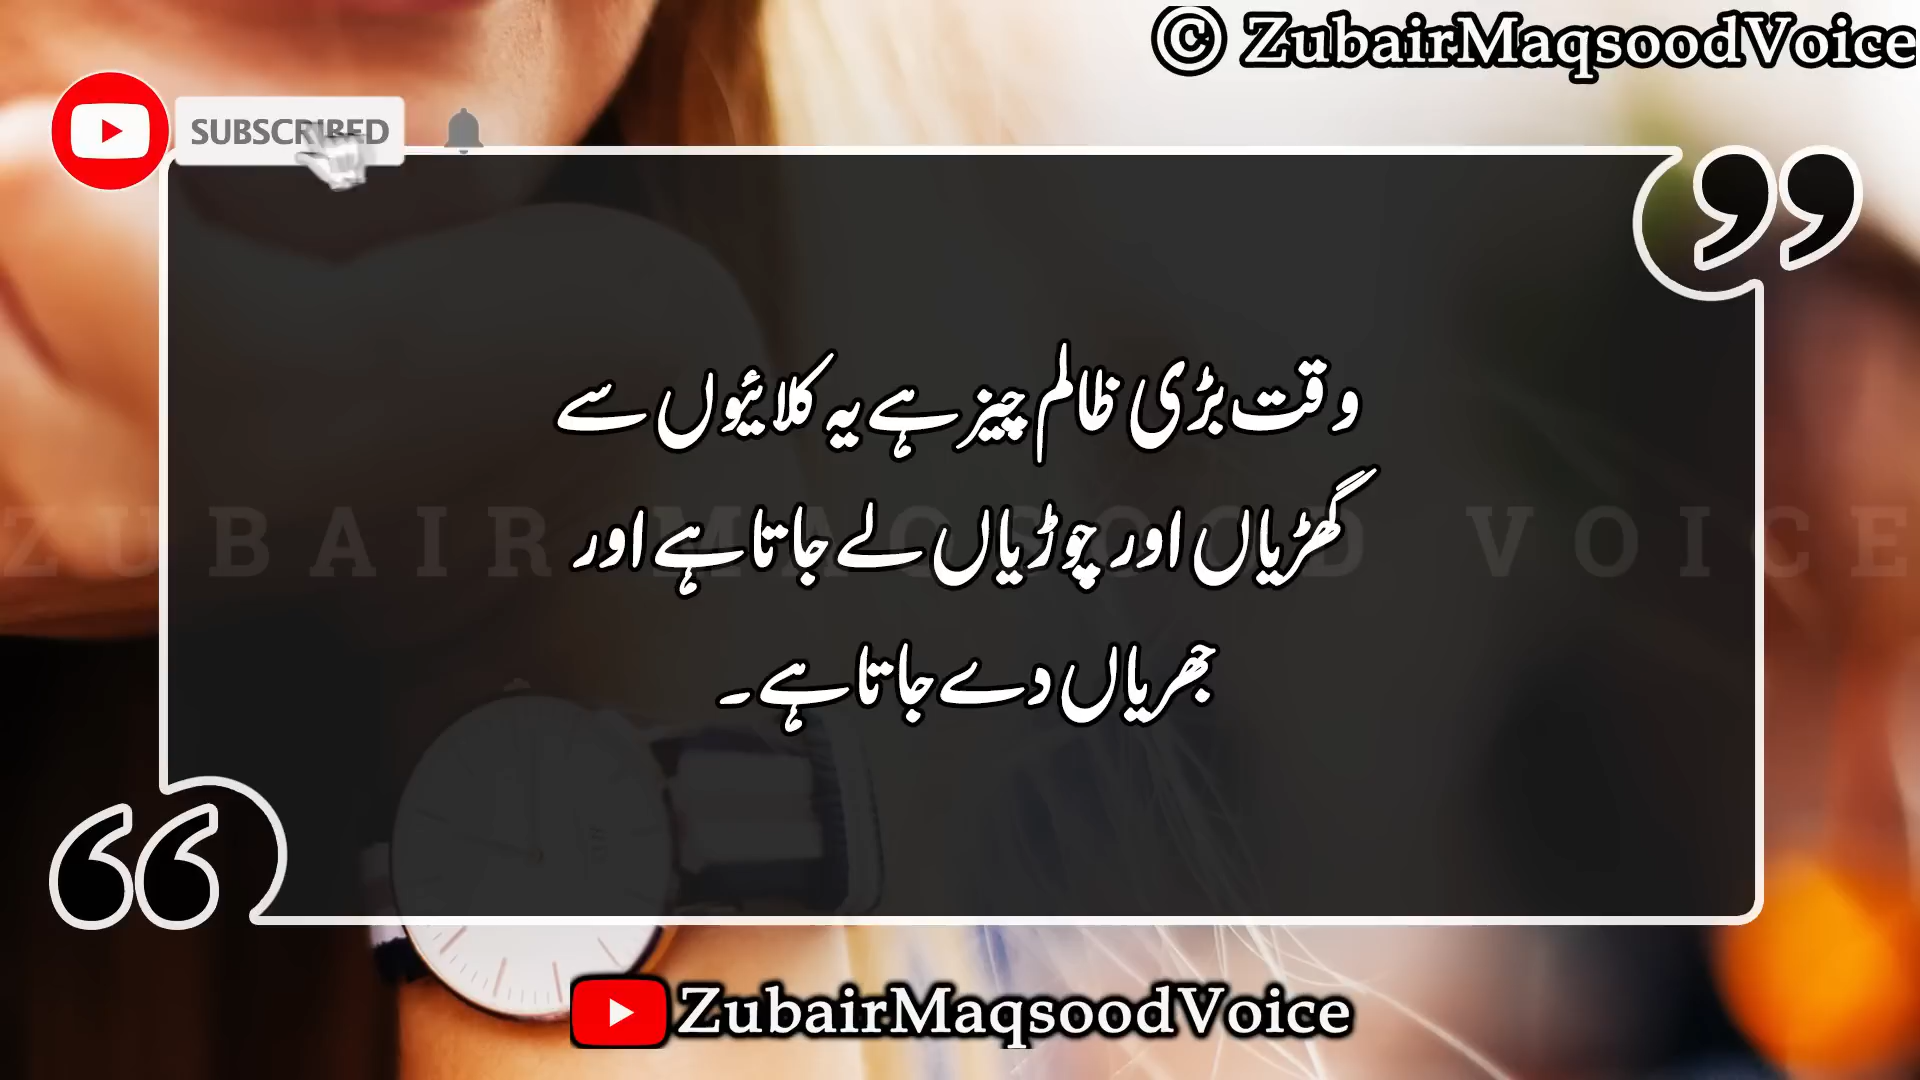 © ZubairMaqsoodVoice
SUBSCRIBED
وقت بڑی ظالم چیز ہے یہ کلائیوں سے
گھڑیاں اور چوڑیاں لے جاتا ہے اور
جھریاں دے جاتا ہے۔
ZUBAIR MAQSOOD VOICE
ZubairMaqsoodVoice